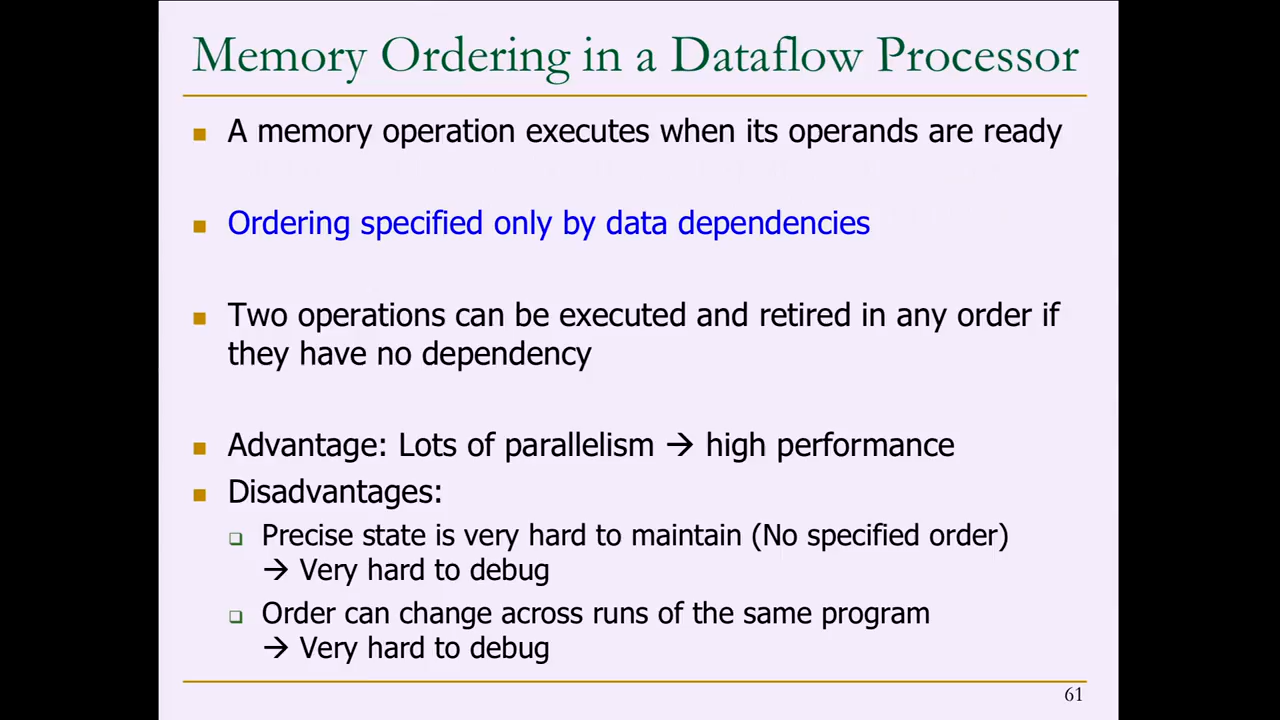 Memory Ordering in a Dataflow Processor
A memory operation executes when its operands are ready
Ordering specified only by data dependencies
Two operations can be executed and retired in any order if
they have no dependency
Advantage: Lots of parallelism → high performance
Disadvantages:
Precise state is very hard to maintain (No specified order)
→ Very hard to debug
Order can change across runs of the same program
→ Very hard to debug
61